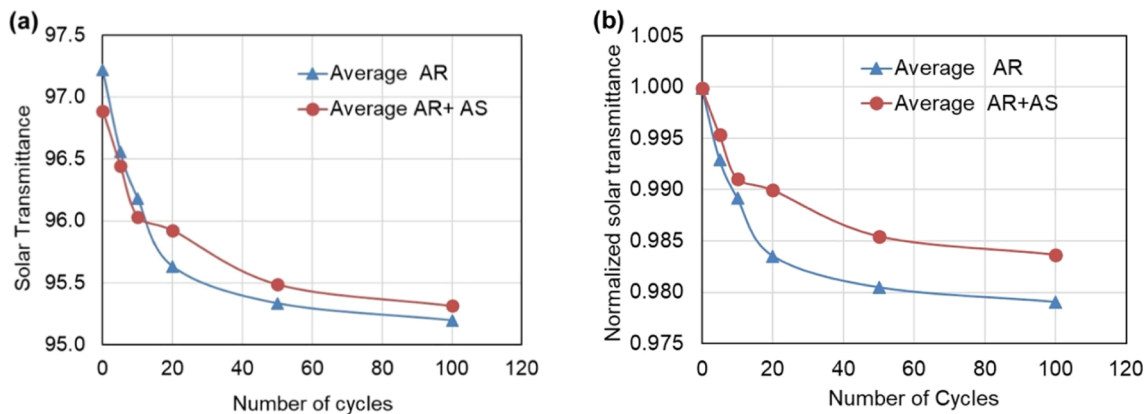 (a)
97.5
97.0
96.5
96.0
95.5
95.0
Solar Transmittance
Average AR
Average AR+ AS
0 20 40 60 80 100 120
Number of cycles
(b)
1.005
1.000
0.995
0.990
0.985
0.980
0.975
Normalized solar transmittance
Average AR
Average AR+AS
0 20 40 60 80 100 120
Number of Cycles